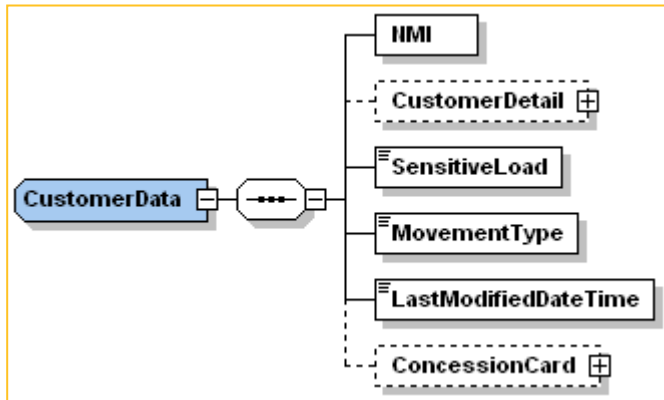 NMI
CustomerDetail
SensitiveLoad
CustomerData
MovementType
LastModifiedDateTime
ConcessionCard